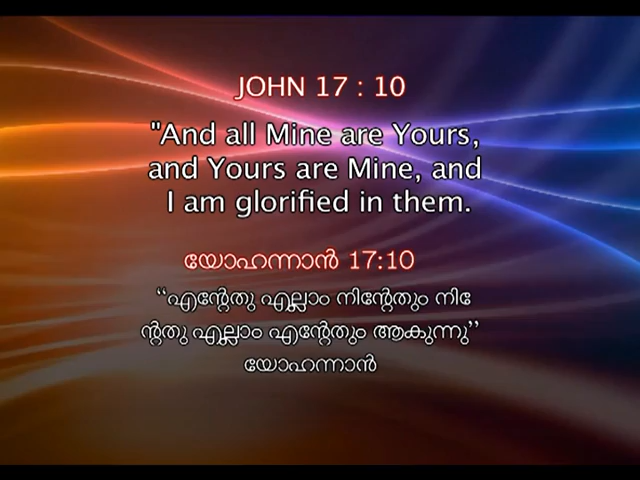 JOHN 17 : 10
"And all Mine are Yours,
and Yours are Mine, and
I am glorified in them.
യോഹന്നാൻ 17:10
“എന്റേതു എല്ലാം നിന്റേതും നിന്റേ
ന്റതു എല്ലാം എന്റേതും ആകുന്നു”
യോഹന്നാൻ